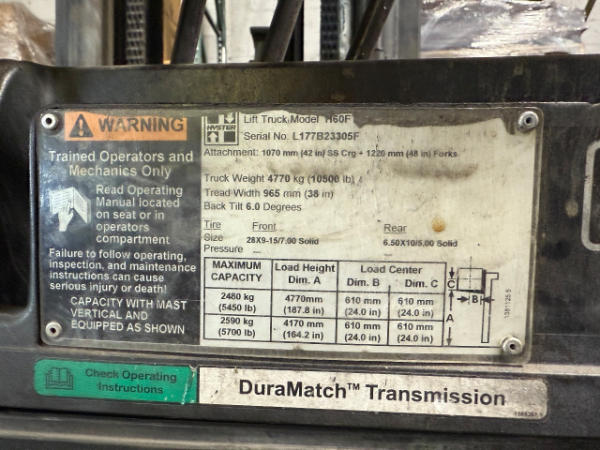 WARNING
Trained Operators and
Mechanics Only
Read Operating
Manual located
on seat or in
operators
compartment
Failure to follow operating,
inspection, and maintenance
instructions can cause
serious injury or death!
CAPACITY WITH MAST
VERTICAL AND
EQUIPPED AS SHOWN
HYSTER
Lift Truck Model H60F
Serial No. L177B23305F
Attachment: 1070 mm (42 in) SS Crg + 1220 mm (48 in) Forks
Truck Weight 4770 kg (10500 lb)
Tread Width 965 mm (38 in)
Back Tilt 6.0 Degrees
Tire Front Rear
Size 28X9-15/7.00 Solid 6.50X10/5.00 Solid
Pressure — —
MAXIMUM CAPACITY Load Height Dim. A Load Center Dim. B Dim. C
2480 kg 4770mm 610 mm 610 mm
(5450 lb) (187.8 in) (24.0 in) (24.0 in)
2590 kg 4170 mm 610 mm 610 mm
(5700 lb) (164.2 in) (24.0 in) (24.0 in)
C
B
A
Check Operating
Instructions
DuraMatch™ Transmission